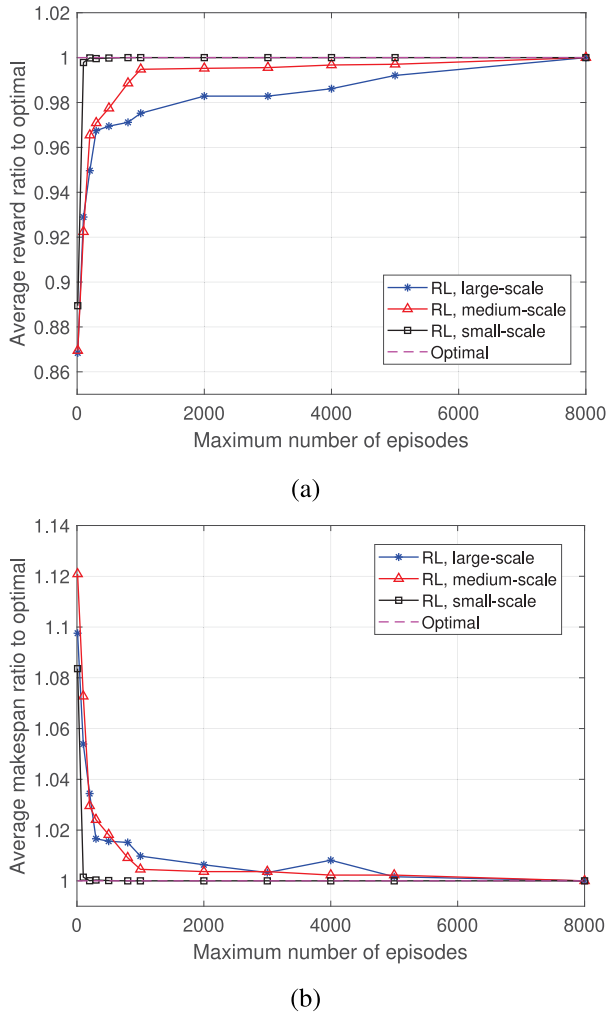 1.02
1
0.98
0.96
0.94
0.92
0.9
0.88
0.86
Average reward ratio to optimal
RL, large-scale
RL, medium-scale
RL, small-scale
Optimal
0 2000 4000 6000 8000
Maximum number of episodes
(a)
1.14
1.12
1.1
1.08
1.06
1.04
1.02
1
Average makespan ratio to optimal
RL, large-scale
RL, medium-scale
RL, small-scale
Optimal
0 2000 4000 6000 8000
Maximum number of episodes
(b)